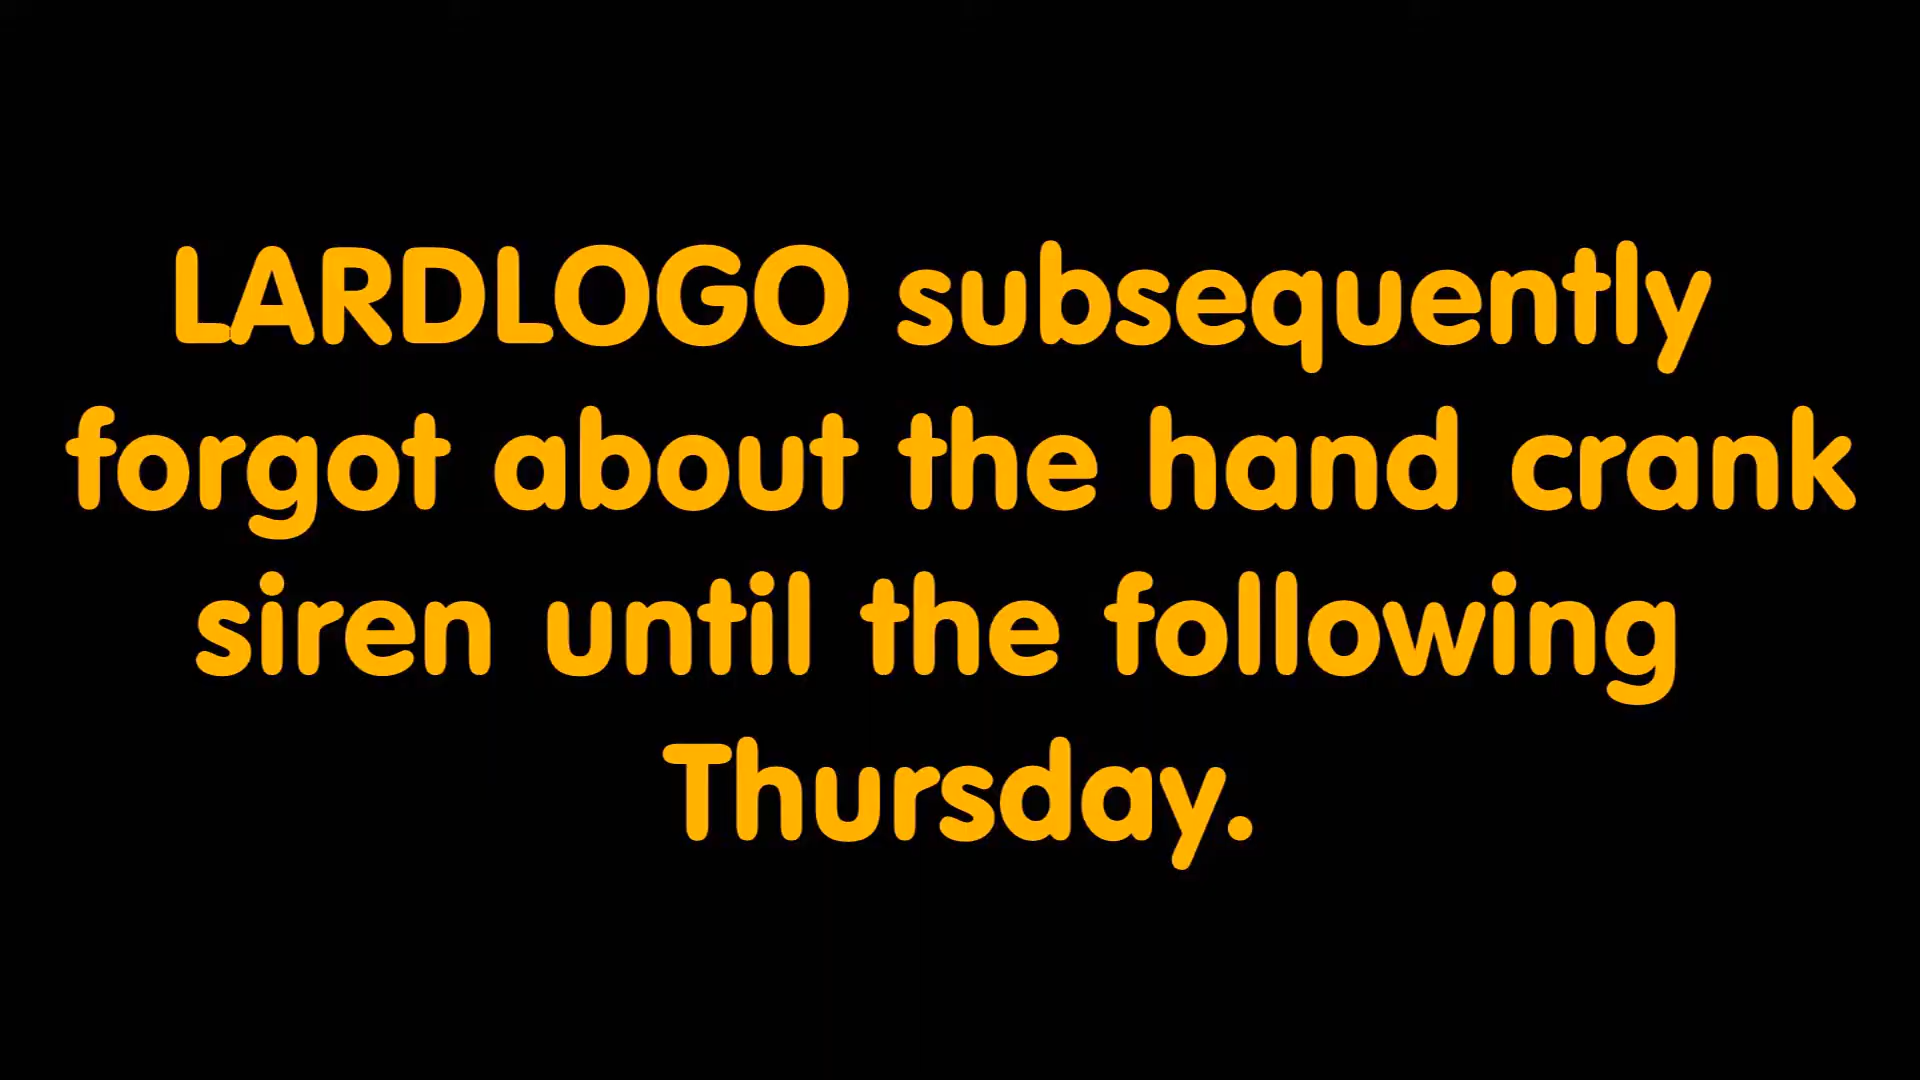 LARDLOGO subsequently
forgot about the hand crank
siren until the following
Thursday.